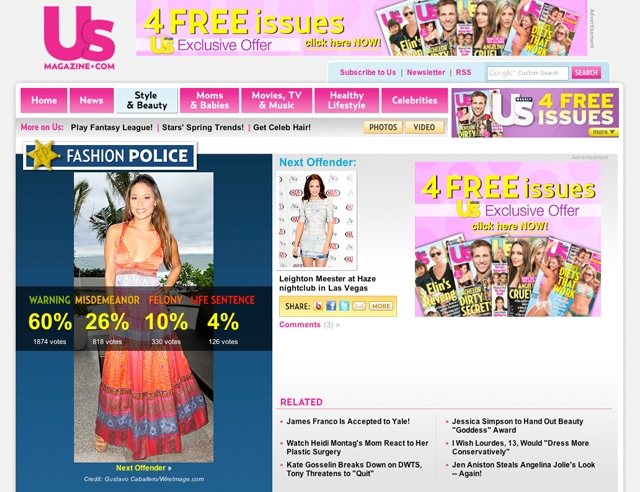 Us
MAGAZINE.COM
4 FREE issues
Us Exclusive Offer
click here NOW!
Advertisement
Subscribe to Us | Newsletter | RSS
Google Custom Search
SEARCH
Home
News
Style
& Beauty
Moms
& Babies
Movies, TV
& Music
Healthy
Lifestyle
Celebrities
Us
4 FREE
ISSUES
more
More on Us: Play Fantasy League! | Stars' Spring Trends! | Get Celeb Hair!
PHOTOS
VIDEO
FASHION POLICE
WARNING MISDEMEANOR FELONY LIFE SENTENCE
60% 26% 10% 4%
1874 votes 818 votes 330 votes 126 votes
Next Offender »
Credit: Gustavo Caballero/WireImage.com
Next Offender:
Leighton Meester at Haze
nightclub in Las Vegas
SHARE:
MORE
Comments (3) »
Advertisement
4 FREE issues
Us Exclusive Offer
click here NOW!
RELATED
James Franco Is Accepted to Yale!
Watch Heidi Montag's Mom React to Her
Plastic Surgery
Kate Gosselin Breaks Down on DWTS,
Tony Threatens to "Quit"
Jessica Simpson to Hand Out Beauty
"Goddess" Award
I Wish Lourdes, 13, Would "Dress More
Conservatively"
Jen Aniston Steals Angelina Jolie's Look
-- Again!